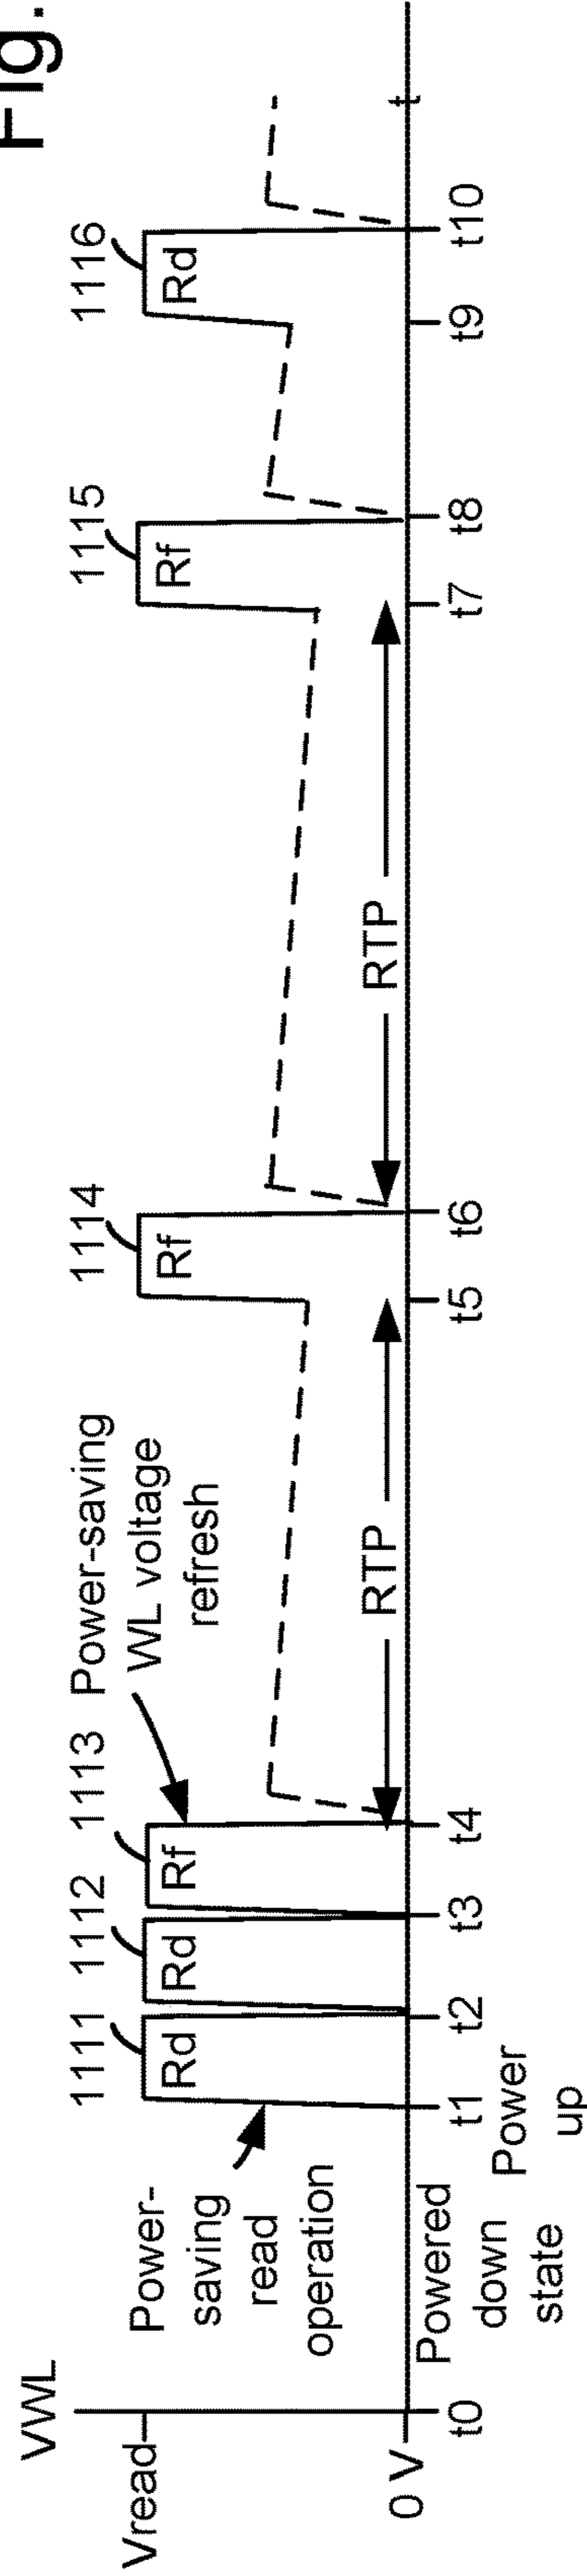 Fig.
VWL
Vread
0 V
Power-
saving
read
operation
1111
1112
1113
Power-saving
WL voltage
refresh
1114
1115
1116
Rd
Rd
Rf
Rf
Rf
Rd
RTP
RTP
t0
t1
t2
t3
t4
t5
t6
t7
t8
t9
t10
t
Powered
down
state
Power
up